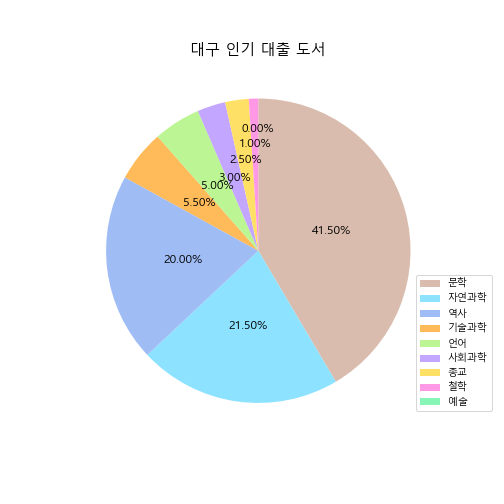 대구 인기 대출 도서
0.00%
1.00%
2.50%
3.00%
5.00%
5.50%
41.50%
20.00%
21.50%
문학
자연과학
역사
기술과학
언어
사회과학
종교
철학
예술